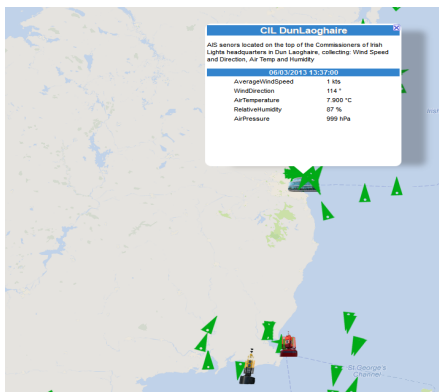 CIL DunLaoghaire
AIS senors located on the top of the Commissioners of Irish
Lights headquarters in Dun Laoghaire, collecting: Wind Speed
and Direction, Air Temp and Humidity
06/03/2013 13:37:00
AverageWindSpeed 1 kts
WindDirection 114 °
AirTemperature 7.900 °C
RelativeHumidity 87 %
AirPressure 999 hPa
St George's
Channel